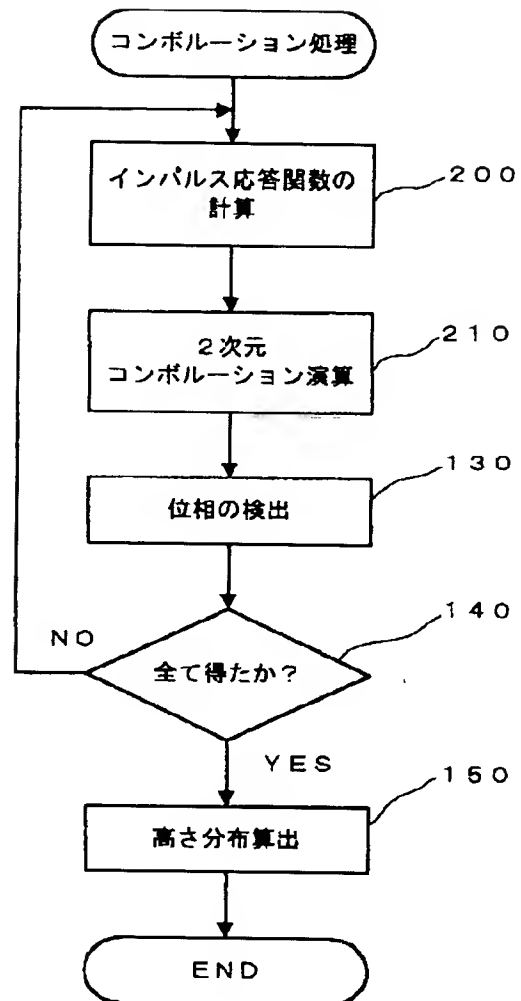 コンボルーション処理
インパルス応答関数の
計算
200
2次元
コンボルーション演算
210
位相の検出
130
全て得たか?
140
NO
YES
高さ分布算出
150
END